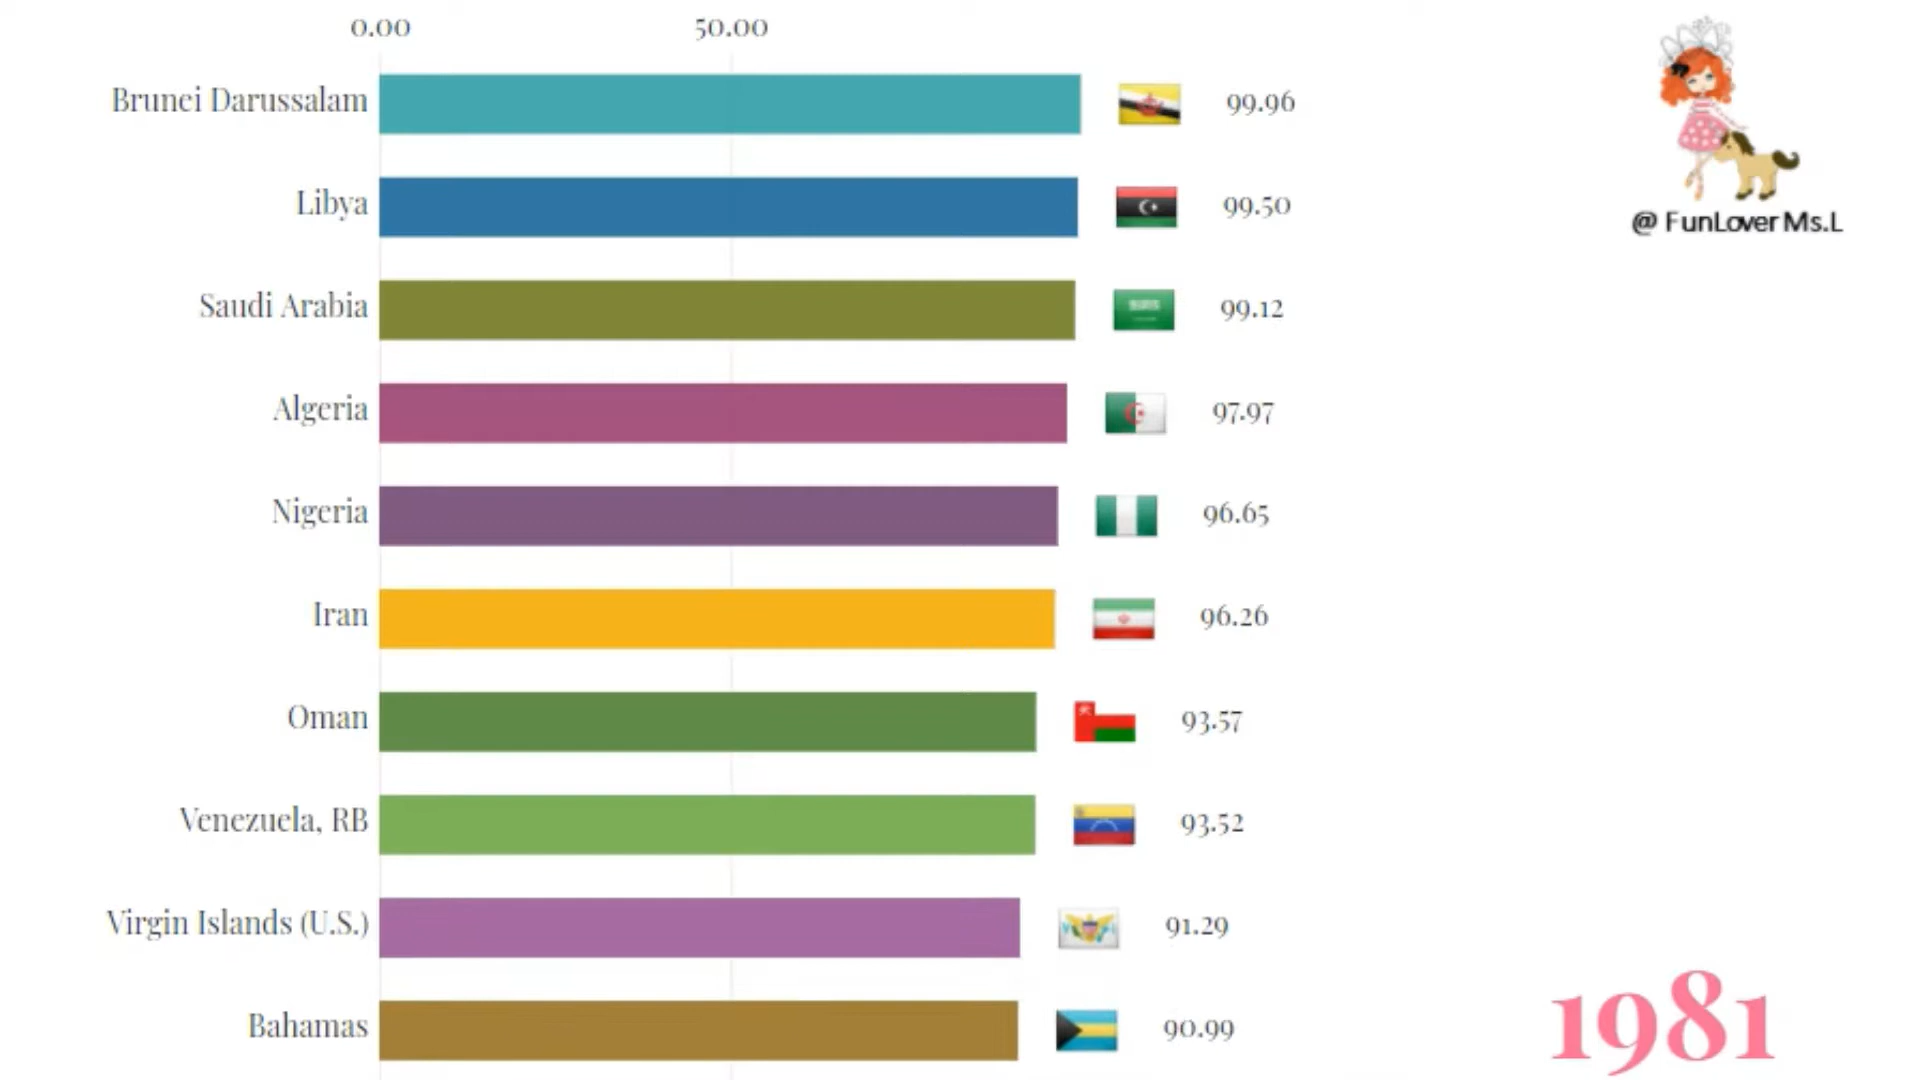 0.00 50.00
Brunei Darussalam 99.96
Libya 99.50
Saudi Arabia 99.12
Algeria 97.97
Nigeria 96.65
Iran 96.26
Oman 93.57
Venezuela, RB 93.52
Virgin Islands (U.S.) 91.29
Bahamas 90.99
@ FunLover Ms.L
1981